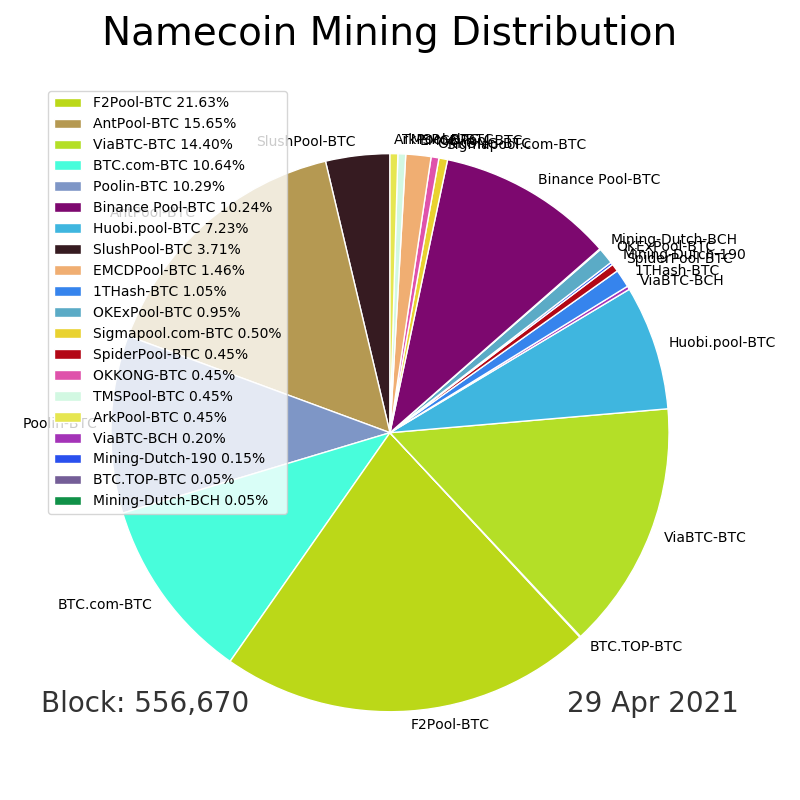 Namecoin Mining Distribution
F2Pool-BTC 21.63%
AntPool-BTC 15.65%
ViaBTC-BTC 14.40%
BTC.com-BTC 10.64%
Poolin-BTC 10.29%
Binance Pool-BTC 10.24%
Huobi.pool-BTC 7.23%
SlushPool-BTC 3.71%
EMCDPool-BTC 1.46%
1THash-BTC 1.05%
OKExPool-BTC 0.95%
Sigmapool.com-BTC 0.50%
SpiderPool-BTC 0.45%
OKKONG-BTC 0.45%
TMSPool-BTC 0.45%
ArkPool-BTC 0.45%
ViaBTC-BCH 0.20%
Mining-Dutch-190 0.15%
BTC.TOP-BTC 0.05%
Mining-Dutch-BCH 0.05%
SlushPool-BTC
Sigmapool.com-BTC
Binance Pool-BTC
Mining-Dutch-BCH
OKExPool-BTC
Mining-Dutch-190
SpiderPool-BTC
1THash-BTC
ViaBTC-BCH
Huobi.pool-BTC
AntPool-BTC
Poolin-BTC
ViaBTC-BTC
BTC.com-BTC
BTC.TOP-BTC
F2Pool-BTC
Block: 556,670
29 Apr 2021